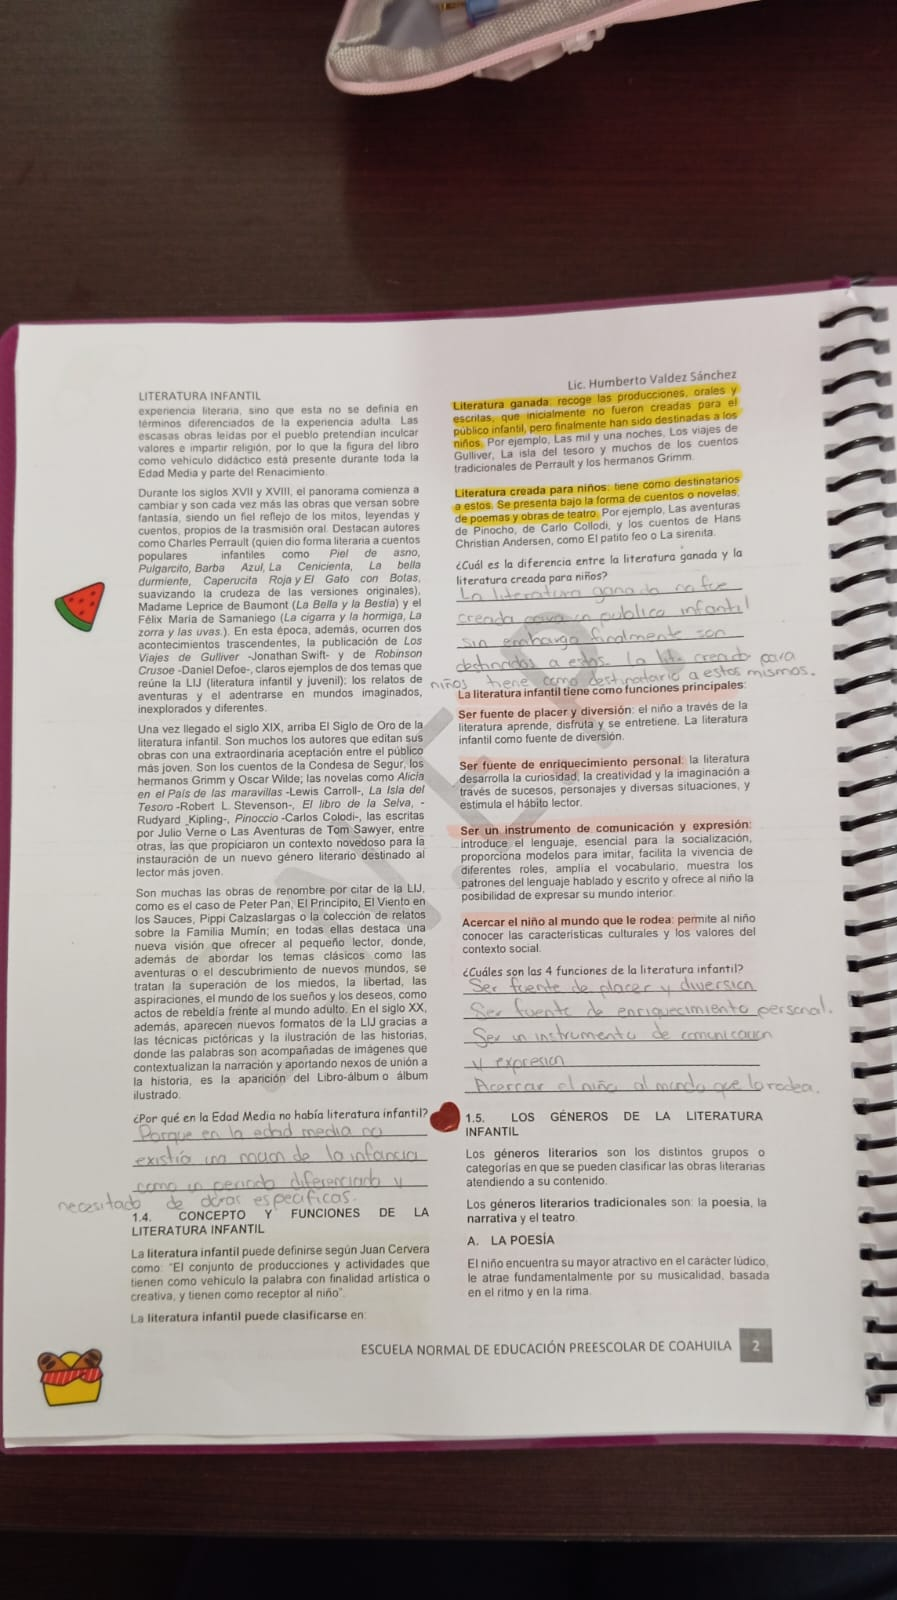 LITERATURA INFANTIL
experiencia literaria, sino que esta no se definía en
términos diferenciados de la experiencia adulta. Las
escasas obras leídas por el pueblo pretendían inculcar
valores e impartir religión, por lo que la figura del libro
como vehículo didáctico está presente durante toda la
Edad Media y parte del Renacimiento.
Durante los siglos XVII y XVIII, el panorama comienza a
cambiar y son cada vez más las obras que versan sobre
fantasía, siendo un fiel reflejo de los mitos, leyendas y
cuentos, propios de la trasmisión oral. Destacan autores
como Charles Perrault (quien dio forma literaria a cuentos
populares infantiles como Piel de asno,
Pulgarcito, Barba Azul, La Cenicienta, La bella
durmiente, Caperucita Roja y El Gato con Botas,
suavizando la crudeza de las versiones originales),
Madame Leprice de Baumont (La Bella y la Bestia) y el
Félix María de Samaniego (La cigarra y la hormiga, La
zorra y las uvas.). En esta época, además, ocurren dos
acontecimientos trascendentes, la publicación de Los
Viajes de Gulliver -Jonathan Swift- y de Robinson
Crusoe -Daniel Defoe-, claros ejemplos de dos temas que
reúne la LIJ (literatura infantil y juvenil): los relatos de
aventuras y el adentrarse en mundos imaginados,
inexplorados y diferentes.
Una vez llegado el siglo XIX, arriba El Siglo de Oro de la
literatura infantil. Son muchos los autores que editan sus
obras con una extraordinaria aceptación entre el público
más joven. Son los cuentos de la Condesa de Segur, los
hermanos Grimm y Oscar Wilde; las novelas como Alicia
en el País de las maravillas -Lewis Carroll-, La Isla del
Tesoro -Robert L. Stevenson-, El libro de la Selva, -
Rudyard _Kipling-, Pinoccio -Carlos Colodi-, las escritas
por Julio Verne o Las Aventuras de Tom Sawyer, entre
otras, las que propiciaron un contexto novedoso para la
instauración de un nuevo género literario destinado al
lector más joven.
Son muchas las obras de renombre por citar de la LIJ,
como es el caso de Peter Pan, El Principito, El Viento en
los Sauces, Pippi Calzaslargas o la colección de relatos
sobre la Familia Mumín; en todas ellas destaca una
nueva visión que ofrecer al pequeño lector, donde,
además de abordar los temas clásicos como las
aventuras o el descubrimiento de nuevos mundos, se
tratan la superación de los miedos, la libertad, las
aspiraciones, el mundo de los sueños y los deseos, como
actos de rebeldía frente al mundo adulto. En el siglo XX,
además, aparecen nuevos formatos de la LIJ gracias a
las técnicas pictóricas y la ilustración de las historias,
donde las palabras son acompañadas de imágenes que
contextualizan la narración y aportando nexos de unión a
la historia, es la aparición del Libro-álbum o álbum
ilustrado.
¿Por qué en la Edad Media no había literatura infantil?
Porque en la edad media no
existió una nocion de la infancia
como un periodo diferenciado y
necesitado de obras específicas.
1.4. CONCEPTO Y FUNCIONES DE LA
LITERATURA INFANTIL
La literatura infantil puede definirse según Juan Cervera
como: "El conjunto de producciones y actividades que
tienen como vehículo la palabra con finalidad artística o
creativa, y tienen como receptor al niño".
La literatura infantil puede clasificarse en:
Lic. Humberto Valdez Sánchez
Literatura ganada: recoge las producciones, orales y
escritas, que inicialmente no fueron creadas para el
público infantil, pero finalmente han sido destinadas a los
niños. Por ejemplo, Las mil y una noches, Los viajes de
Gulliver, La isla del tesoro y muchos de los cuentos
tradicionales de Perrault y los hermanos Grimm.
Literatura creada para niños: tiene como destinatarios
a estos. Se presenta bajo la forma de cuentos o novelas,
de poemas y obras de teatro. Por ejemplo, Las aventuras
de Pinocho, de Carlo Collodi, y los cuentos de Hans
Christian Andersen, como El patito feo o La sirenita.
¿Cuál es la diferencia entre la literatura ganada y la
literatura creada para niños?
La literatura ganada no fue
creada para un publico infantil
sin embargo finalmente son
destinados a estos. la lite creado para
niños tiene como destinatario a estos mismos.
La literatura infantil tiene como funciones principales:
Ser fuente de placer y diversión: el niño a través de la
literatura aprende, disfruta y se entretiene. La literatura
infantil como fuente de diversión.
Ser fuente de enriquecimiento personal: la literatura
desarrolla la curiosidad, la creatividad y la imaginación a
través de sucesos, personajes y diversas situaciones, y
estimula el hábito lector.
Ser un instrumento de comunicación y expresión:
introduce el lenguaje, esencial para la socialización,
proporciona modelos para imitar, facilita la vivencia de
diferentes roles, amplía el vocabulario, muestra los
patrones del lenguaje hablado y escrito y ofrece al niño la
posibilidad de expresar su mundo interior.
Acercar el niño al mundo que le rodea: permite al niño
conocer las características culturales y los valores del
contexto social.
¿Cuáles son las 4 funciones de la literatura infantil?
Ser fuente de placer y diversion
Ser fuente de enriquecimiento personal.
Ser un instrumento de comunicacion
y expresion
Acercar el niño al mundo que lo rodea.
1.5. LOS GÉNEROS DE LA LITERATURA
INFANTIL
Los géneros literarios son los distintos grupos o
categorías en que se pueden clasificar las obras literarias
atendiendo a su contenido.
Los géneros literarios tradicionales son: la poesía, la
narrativa y el teatro.
A. LA POESÍA
El niño encuentra su mayor atractivo en el carácter lúdico,
le atrae fundamentalmente por su musicalidad, basada
en el ritmo y en la rima.
ESCUELA NORMAL DE EDUCACIÓN PREESCOLAR DE COAHUILA 2